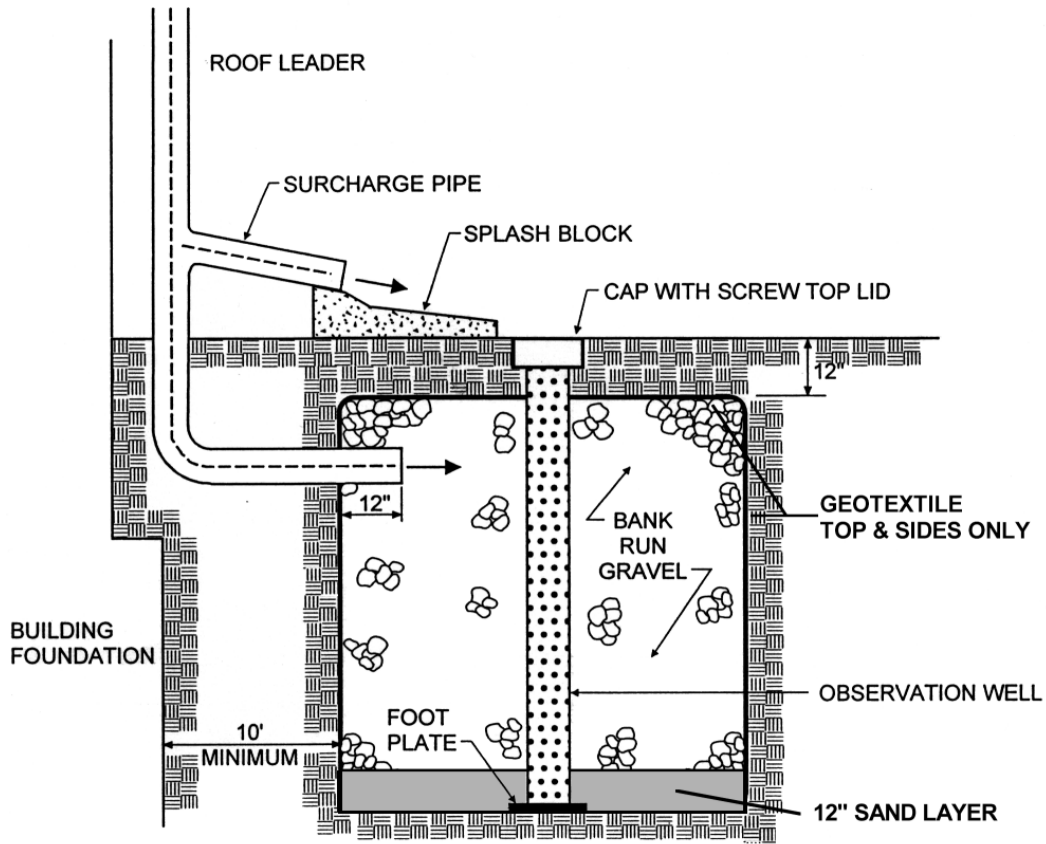 ROOF LEADER
SURCHARGE PIPE
SPLASH BLOCK
CAP WITH SCREW TOP LID
12"
12"
GEOTEXTILE
TOP & SIDES ONLY
BANK
RUN
GRAVEL
BUILDING
FOUNDATION
OBSERVATION WELL
FOOT
PLATE
10'
MINIMUM
12" SAND LAYER